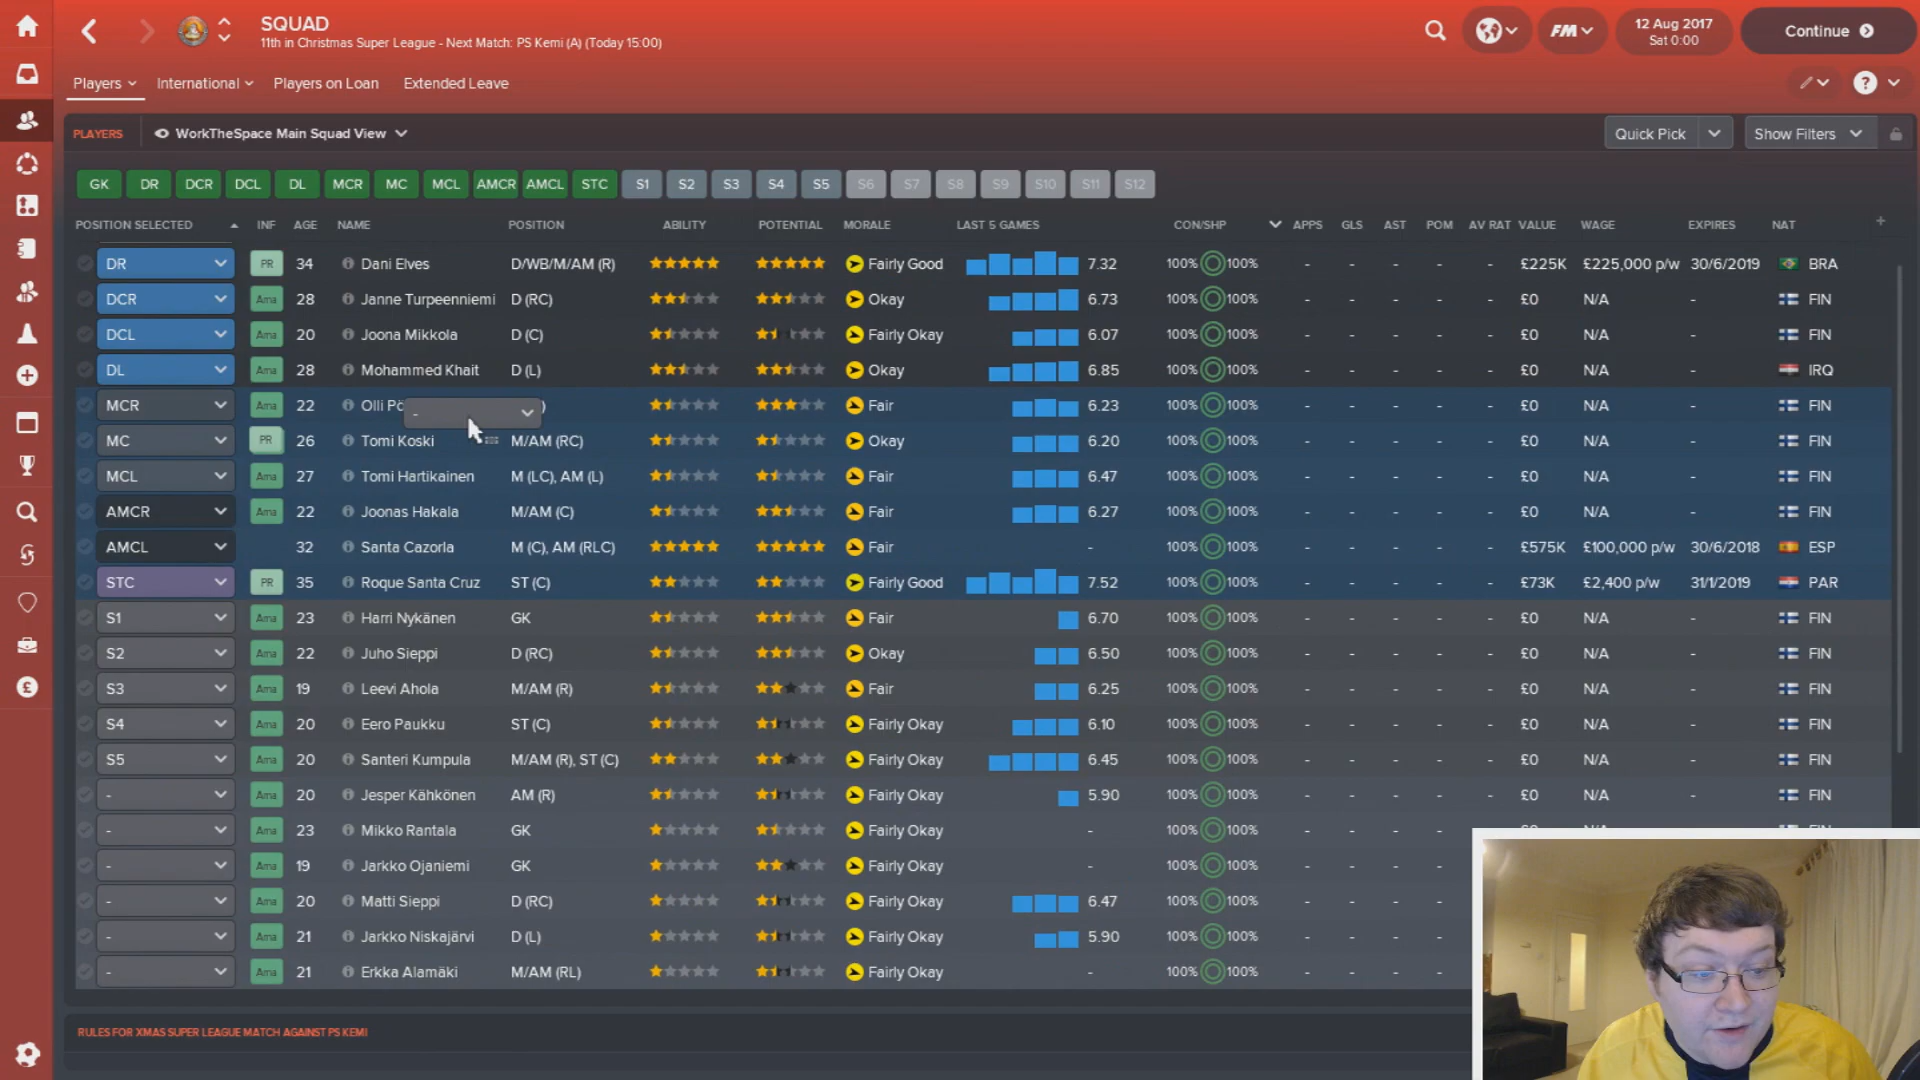 SQUAD
11th in Christmas Super League - Next Match: PS Kemi (A) (Today 15:00)
FM
12 Aug 2017
Sat 0:00
Continue
Players International Players on Loan Extended Leave
?
PLAYERS WorkTheSpace Main Squad View Quick Pick Show Filters
GK DR DCR DCL DL MCR MC MCL AMCR AMCL STC S1 S2 S3 S4 S5 S6 S7 S8 S9 S10 S11 S12
POSITION SELECTED INF AGE NAME POSITION ABILITY POTENTIAL MORALE LAST 5 GAMES CON/SHP APPS GLS AST POM AV RAT VALUE WAGE EXPIRES NAT +
DR PR 34 Dani Elves D/WB/M/AM (R) Fairly Good 7.32 100% 100% - - - - - £225K £225,000 p/w 30/6/2019 BRA
DCR Ama 28 Janne Turpeenniemi D (RC) Okay 6.73 100% 100% - - - - - £0 N/A - FIN
DCL Ama 20 Joona Mikkola D (C) Fairly Okay 6.07 100% 100% - - - - - £0 N/A - FIN
DL Ama 28 Mohammed Khait D (L) Okay 6.85 100% 100% - - - - - £0 N/A - IRQ
MCR Ama 22 Olli - ) Fair 6.23 100% 100% - - - - - £0 N/A - FIN
MC PR 26 Tomi Koski M/AM (RC) Okay 6.20 100% 100% - - - - - £0 N/A - FIN
MCL Ama 27 Tomi Hartikainen M (LC), AM (L) Fair 6.47 100% 100% - - - - - £0 N/A - FIN
AMCR Ama 22 Joonas Hakala M/AM (C) Fair 6.27 100% 100% - - - - - £0 N/A - FIN
AMCL 32 Santa Cazorla M (C), AM (RLC) Fair - 100% 100% - - - - - £575K £100,000 p/w 30/6/2018 ESP
STC PR 35 Roque Santa Cruz ST (C) Fairly Good 7.52 100% 100% - - - - - £73K £2,400 p/w 31/1/2019 PAR
S1 Ama 23 Harri Nykänen GK Fair 6.70 100% 100% - - - - - £0 N/A - FIN
S2 Ama 22 Juho Sieppi D (RC) Okay 6.50 100% 100% - - - - - £0 N/A - FIN
S3 Ama 19 Leevi Ahola M/AM (R) Fair 6.25 100% 100% - - - - - £0 N/A - FIN
S4 Ama 20 Eero Paukku ST (C) Fairly Okay 6.10 100% 100% - - - - - £0 N/A - FIN
S5 Ama 20 Santeri Kumpula M/AM (R), ST (C) Fairly Okay 6.45 100% 100% - - - - - £0 N/A - FIN
- Ama 20 Jesper Kähkönen AM (R) Fairly Okay 5.90 100% 100% - - - - - £0 N/A - FIN
- Ama 23 Mikko Rantala GK Fairly Okay - 100% 100% - - - -
- Ama 19 Jarkko Ojaniemi GK Fairly Okay - 100% 100% - - - -
- Ama 20 Matti Sieppi D (RC) Fairly Okay 6.47 100% 100% - - - -
- Ama 21 Jarkko Niskajärvi D (L) Fairly Okay 5.90 100% 100% - - - -
- Ama 21 Erkka Alamäki M/AM (RL) Fairly Okay - 100% 100% - - - -
RULES FOR XMAS SUPER LEAGUE MATCH AGAINST PS KEMI